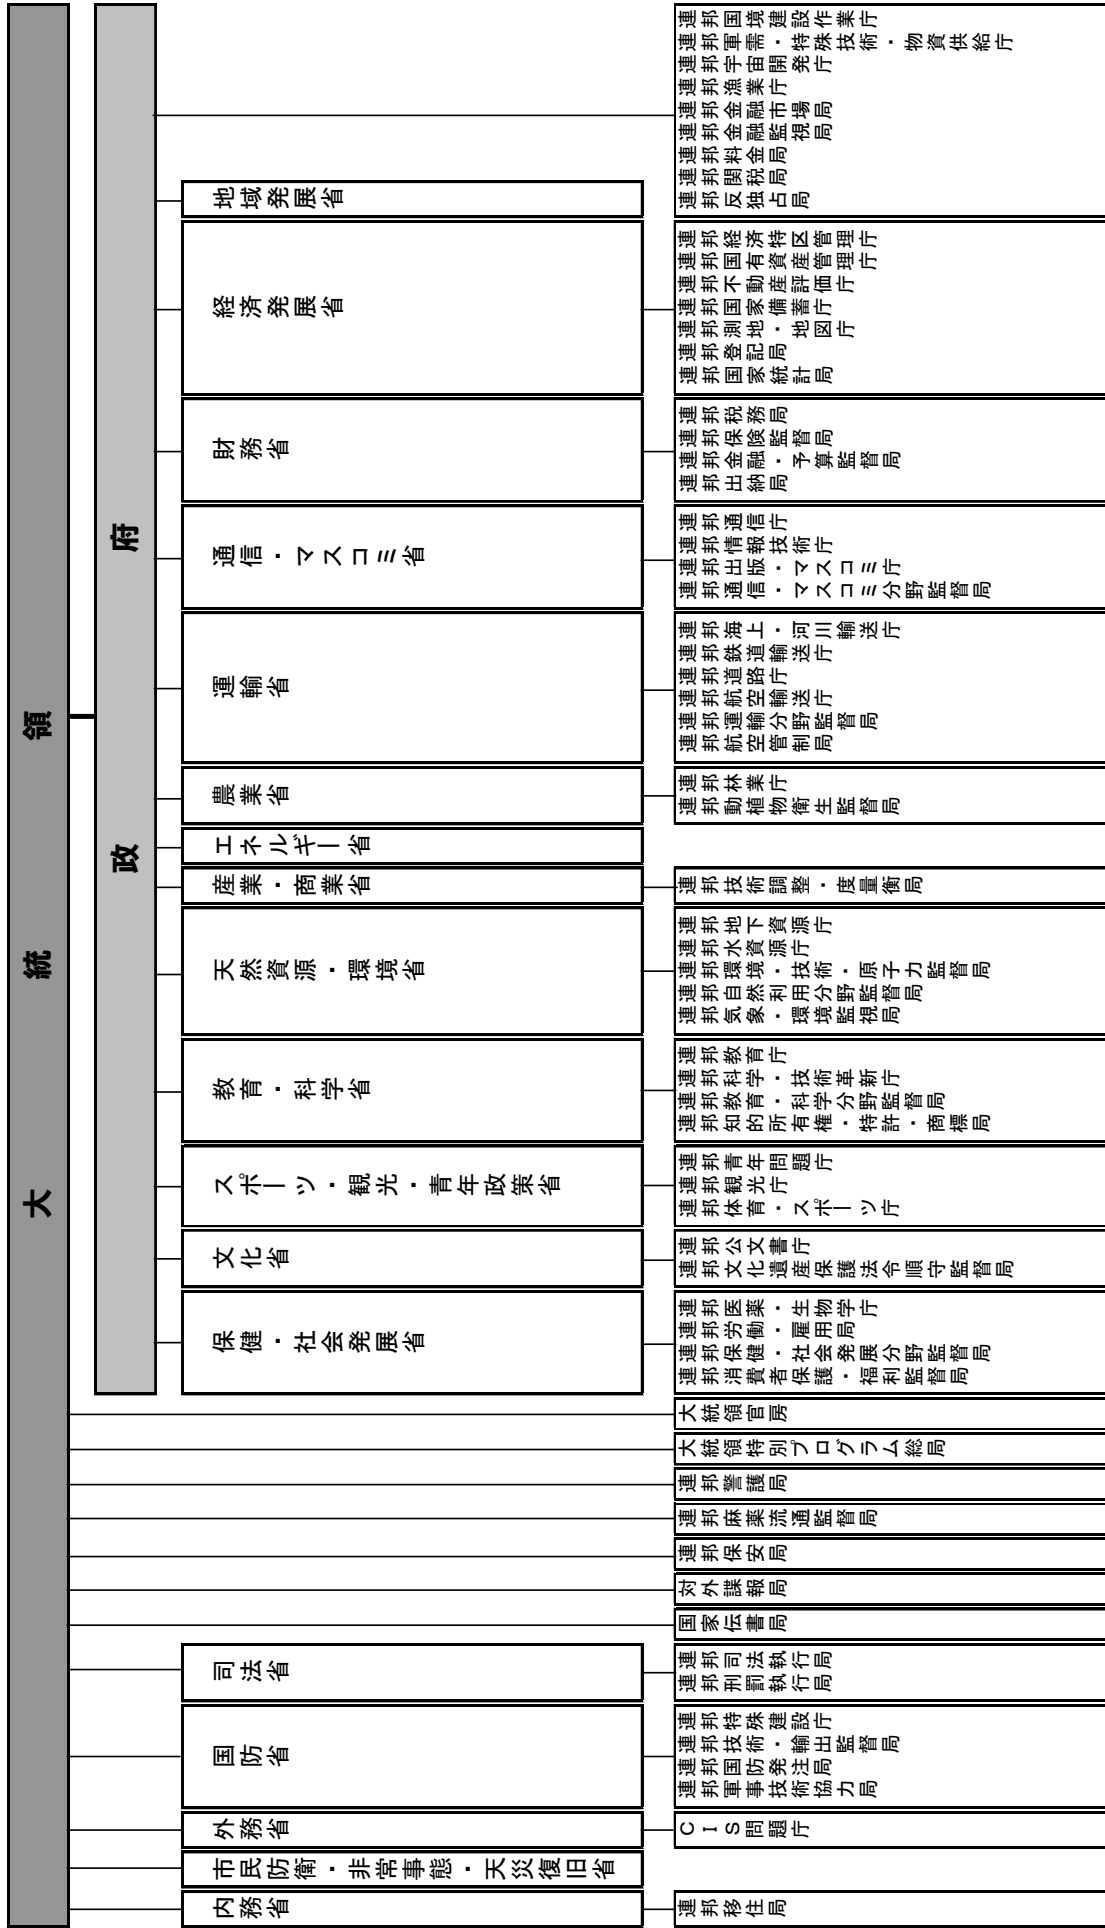 大統領
政府
連邦国境建設作業庁
連邦軍需・特殊技術・物資供給庁
連邦宇宙開発庁
連邦漁業庁
連邦金融市場局
連邦金融監視局
連邦料金局
連邦関税局
連邦反独占局
地域発展省
経済発展省
連邦経済特区管理庁
連邦国有資産管理庁
連邦不動産評価庁
連邦国家備蓄庁
連邦測地・地図庁
連邦登記局
連邦国家統計局
財務省
連邦税務局
連邦保険監督局
連邦金融・予算監督局
連邦出納局
通信・マスコミ省
連邦通信庁
連邦情報技術庁
連邦出版・マスコミ庁
連邦通信・マスコミ分野監督局
運輸省
連邦海上・河川輸送庁
連邦鉄道輸送庁
連邦道路庁
連邦航空輸送庁
連邦運輸分野監督局
連邦航空管制局
農業省
連邦林業庁
連邦動植物衛生監督局
エネルギー省
産業・商業省
連邦技術調整・度量衡局
天然資源・環境省
連邦地下資源庁
連邦水資源庁
連邦環境・技術・原子力監督局
連邦自然利用分野監督局
連邦気象・環境監視局
教育・科学省
連邦教育庁
連邦科学・技術革新庁
連邦教育・科学分野監督局
連邦知的所有権・特許・商標局
スポーツ・観光・青年政策省
連邦青年問題庁
連邦観光庁
連邦体育・スポーツ庁
文化省
連邦公文書庁
連邦文化遺産保護法令順守監督局
保健・社会発展省
連邦医薬・生物学庁
連邦労働・雇用局
連邦保健・社会発展分野監督局
連邦消費者保護・福利監督局
大統領官房
大統領特別プログラム総局
連邦警護局
連邦麻薬流通監督局
連邦保安局
対外諜報局
国家伝書局
司法省
連邦司法執行局
連邦刑罰執行局
国防省
連邦特殊建設庁
連邦技術・輸出監督局
連邦国防発注局
連邦軍事技術協力局
外務省
CIS問題庁
市民防衛・非常事態・天災復旧省
内務省
連邦移住局